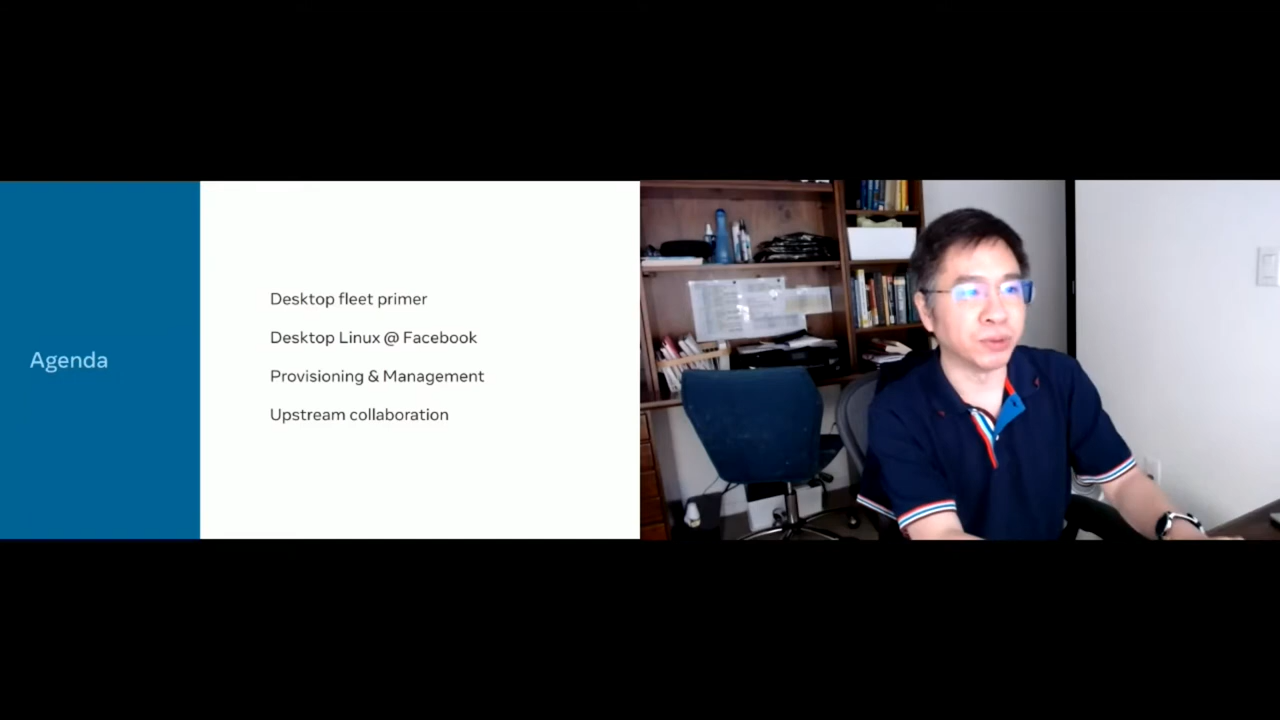 Agenda
Desktop fleet primer
Desktop Linux @ Facebook
Provisioning & Management
Upstream collaboration